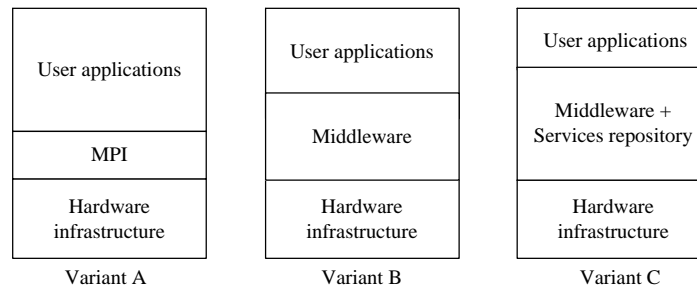 User applications
MPI
Hardware
infrastructure
Variant A
User applications
Middleware
Hardware
infrastructure
Variant B
User applications
Middleware +
Services repository
Hardware
infrastructure
Variant C